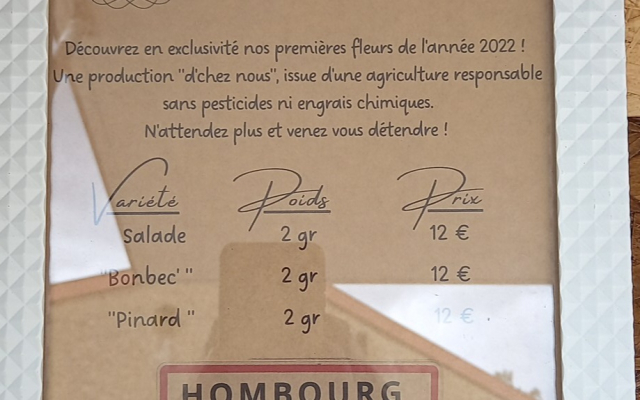 Découvrez en exclusivité nos premières fleurs de l'année 2022 !
Une production "d'chez nous", issue d'une agriculture responsable
sans pesticides ni engrais chimiques.
N'attendez plus et venez vous détendre !
Variété Poids Prix
Salade 2 gr 12 €
"Bonbec' " 2 gr 12 €
"Pinard " 2 gr 12 €
HOMBOURG